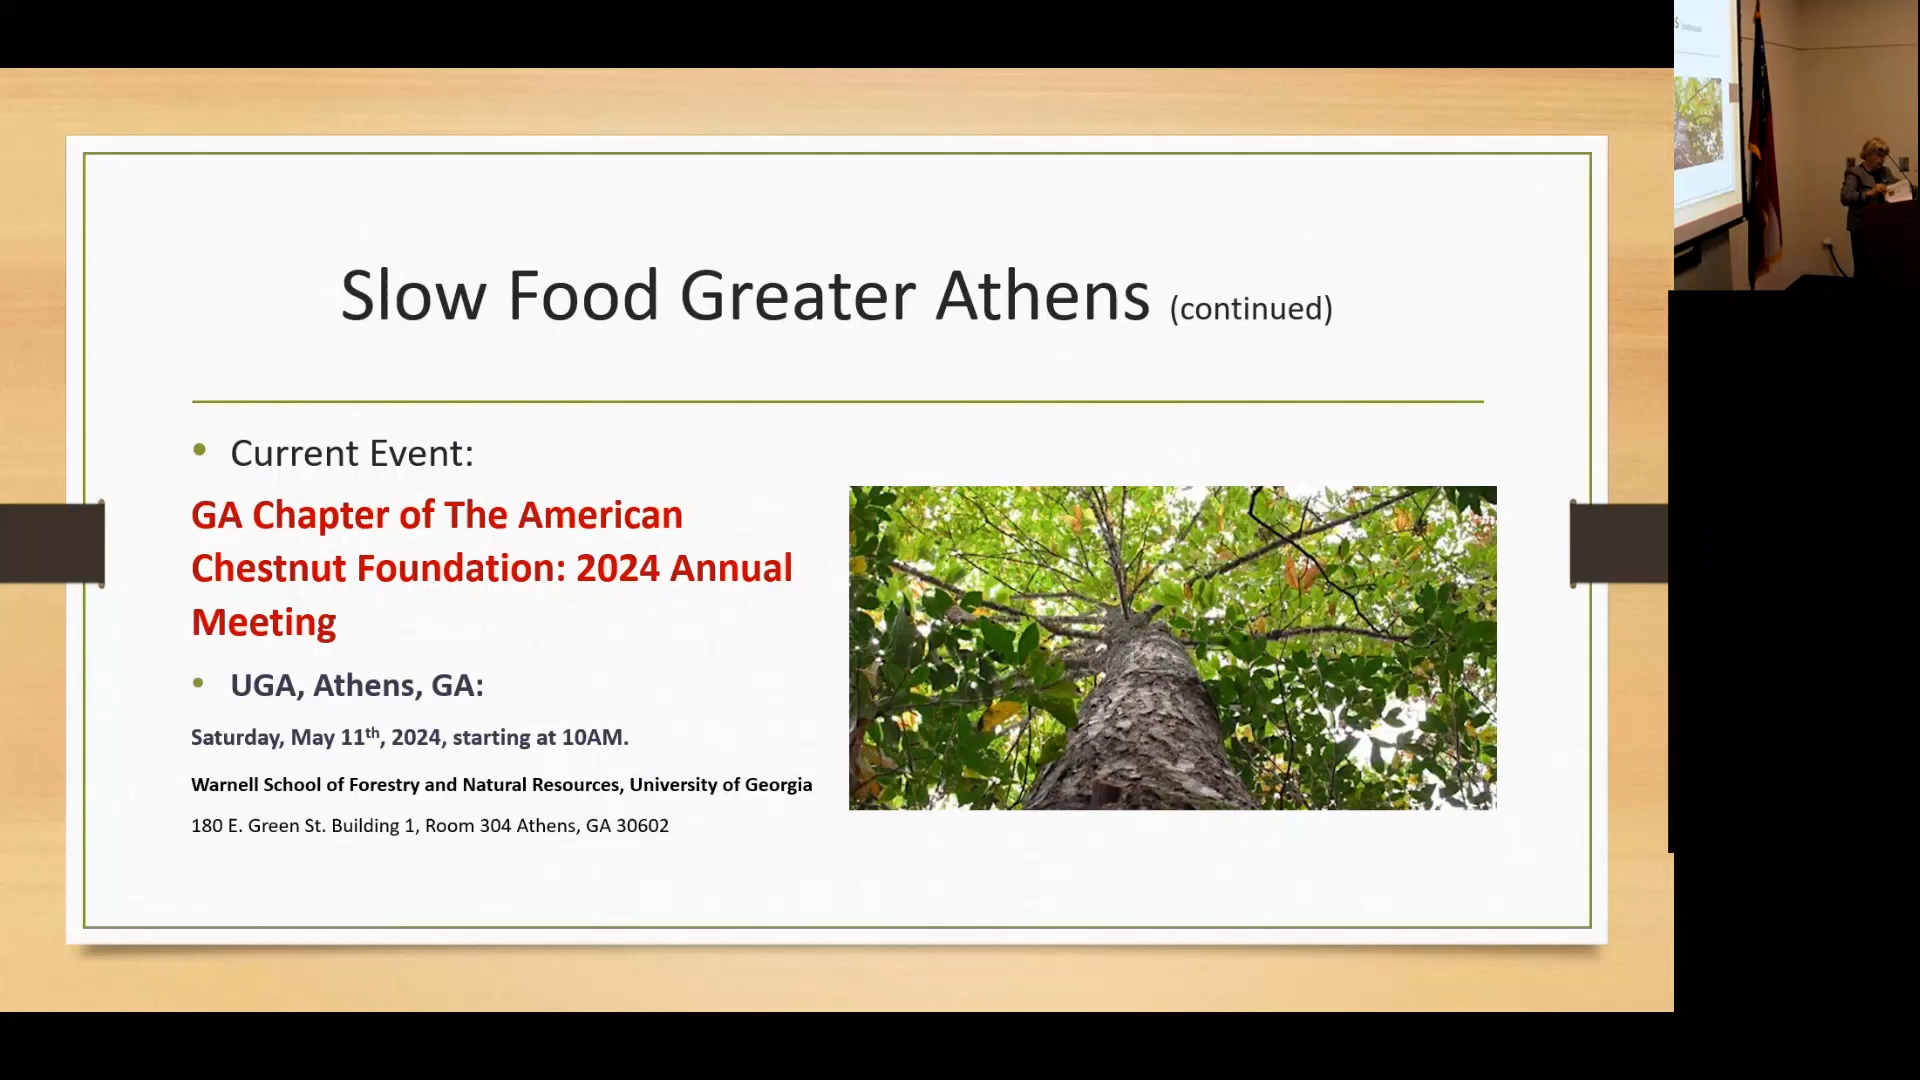 Slow Food Greater Athens (continued)
• Current Event:
GA Chapter of The American
Chestnut Foundation: 2024 Annual
Meeting
• UGA, Athens, GA:
Saturday, May 11th, 2024, starting at 10AM.
Warnell School of Forestry and Natural Resources, University of Georgia
180 E. Green St. Building 1, Room 304 Athens, GA 30602